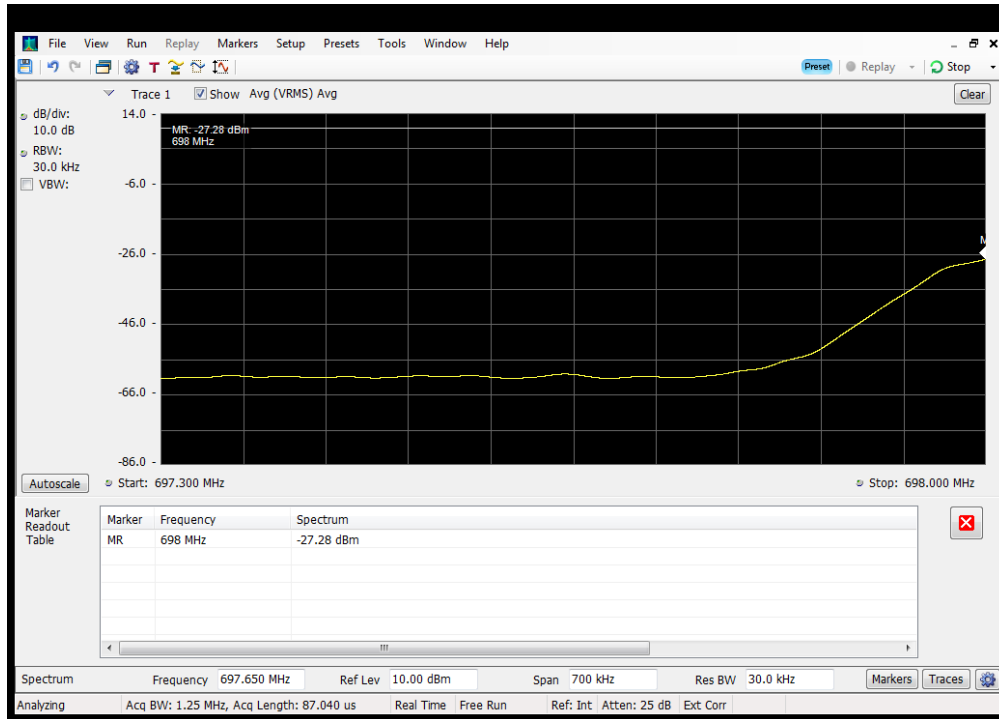 File View Run Replay Markers Setup Presets Tools Window Help
Preset Replay Stop
Trace 1 Show Avg (VRMS) Avg Clear
dB/div:
10.0 dB
RBW:
30.0 kHz
VBW:
14.0
-6.0
-26.0
-46.0
-66.0
-86.0
MR: -27.28 dBm
698 MHz
Autoscale Start: 697.300 MHz Stop: 698.000 MHz
Marker
Readout
Table
Marker Frequency Spectrum
MR 698 MHz -27.28 dBm
Spectrum Frequency 697.650 MHz Ref Lev 10.00 dBm Span 700 kHz Res BW 30.0 kHz Markers Traces
Analyzing Acq BW: 1.25 MHz, Acq Length: 87.040 us Real Time Free Run Ref: Int Atten: 25 dB Ext Corr